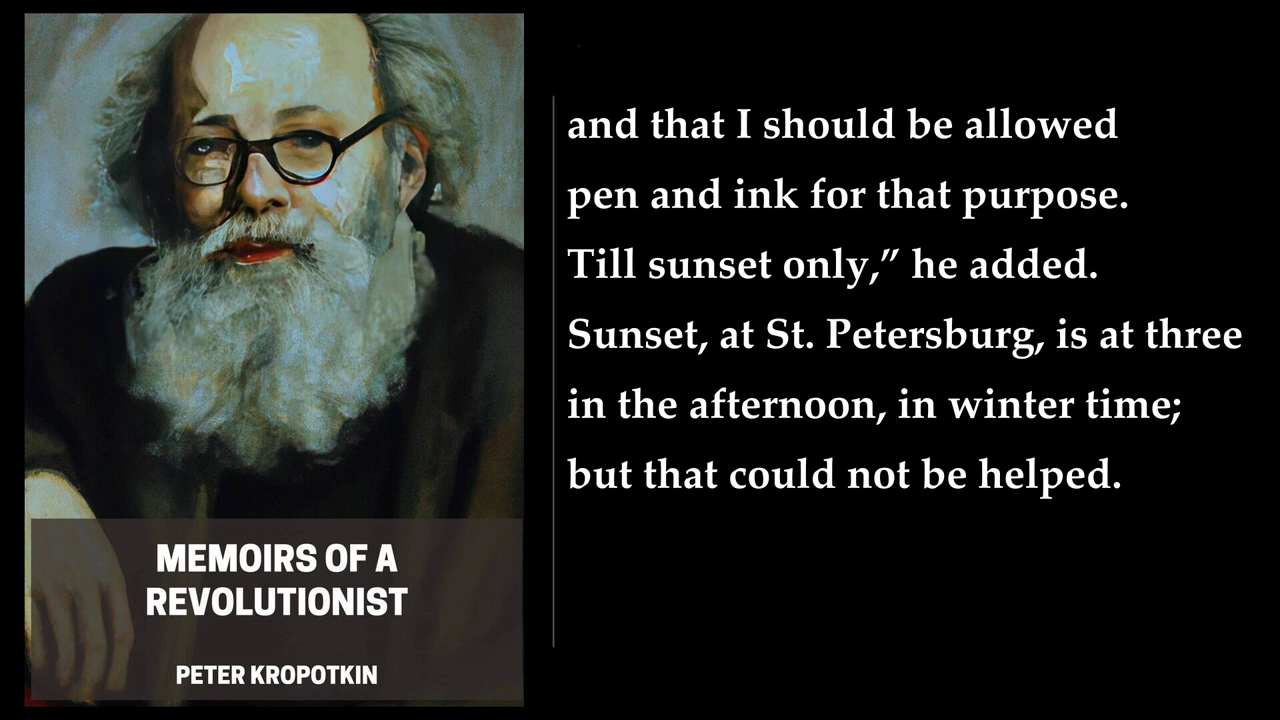 and that I should be allowed
pen and ink for that purpose.
Till sunset only,” he added.
Sunset, at St. Petersburg, is at three
in the afternoon, in winter time;
but that could not be helped.
MEMOIRS OF A
REVOLUTIONIST
PETER KROPOTKIN